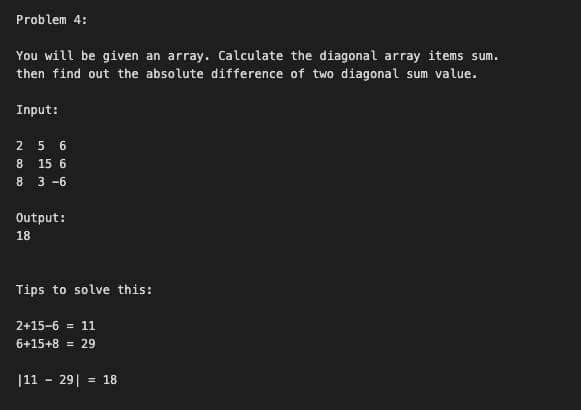 Problem 4:
You will be given an array. Calculate the diagonal array items sum.
then find out the absolute difference of two diagonal sum value.
Input:
2  5  6
8  15 6
8  3 -6
Output:
18
Tips to solve this:
2+15-6 = 11
6+15+8 = 29
|11 - 29| = 18